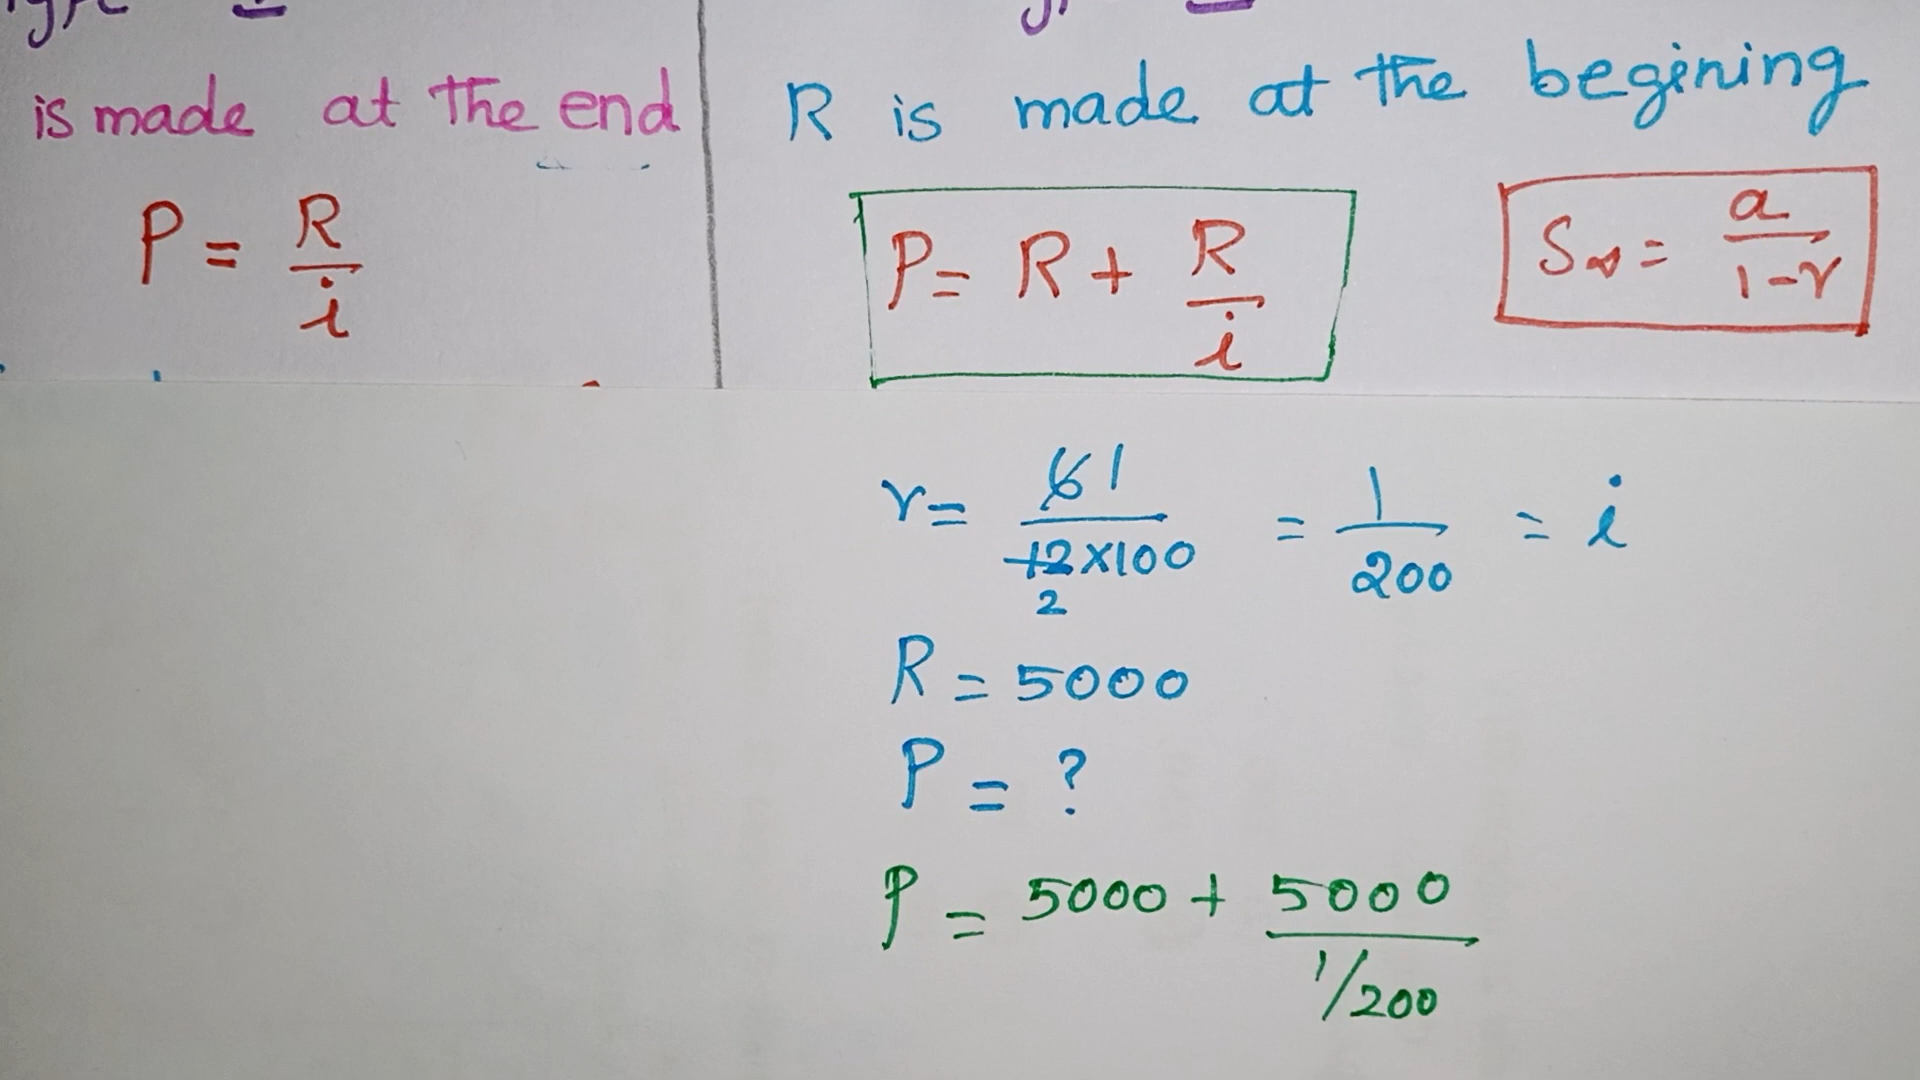 is made at the end
P = R/i
R is made at the begining
P = R + R/i
S∞ = a/1-r
r = 6 1/12 2 x100 = 1/200 = i
R = 5000
P = ?
P = 5000 + 5000/1/200